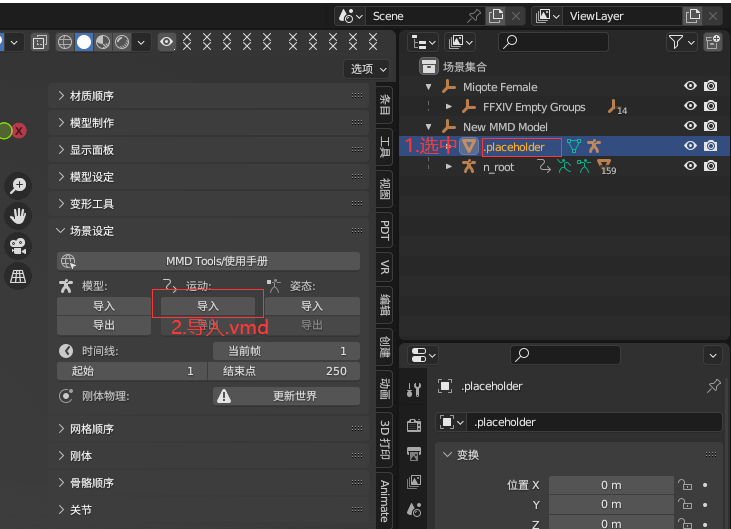 Scene
ViewLayer
选项
场景集合
Miqote Female
FFXIV Empty Groups
14
New MMD Model
1.选中
.placeholder
n_root
159
材质顺序
模型制作
显示面板
模型设定
变形工具
场景设定
MMD Tools/使用手册
模型:
运动:
姿态:
导入
导入
导入
导出
导出
导出
2.导入.vmd
时间线:
当前帧
1
起始
1
结束点
250
刚体物理:
更新世界
网格顺序
刚体
骨骼顺序
关节
条目
工具
视图
PDT
VR
编辑
创建
动画
3D 打印
Animate
X
.placeholder
.placeholder
变换
位置 X
0 m
Y
0 m
Z
0 m